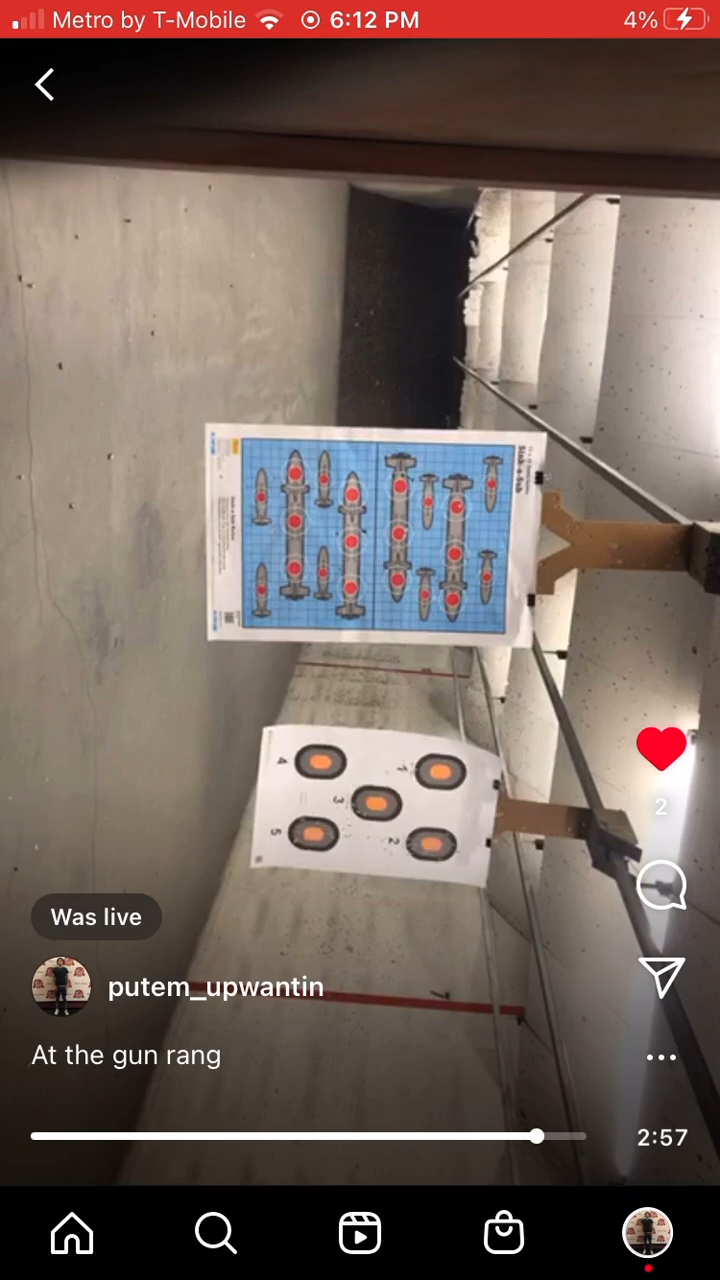 Metro by T-Mobile
6:12 PM
4%
Sink-a-Sub
4
1
3
5
2
2
Was live
putem_upwantin
At the gun rang
2:57